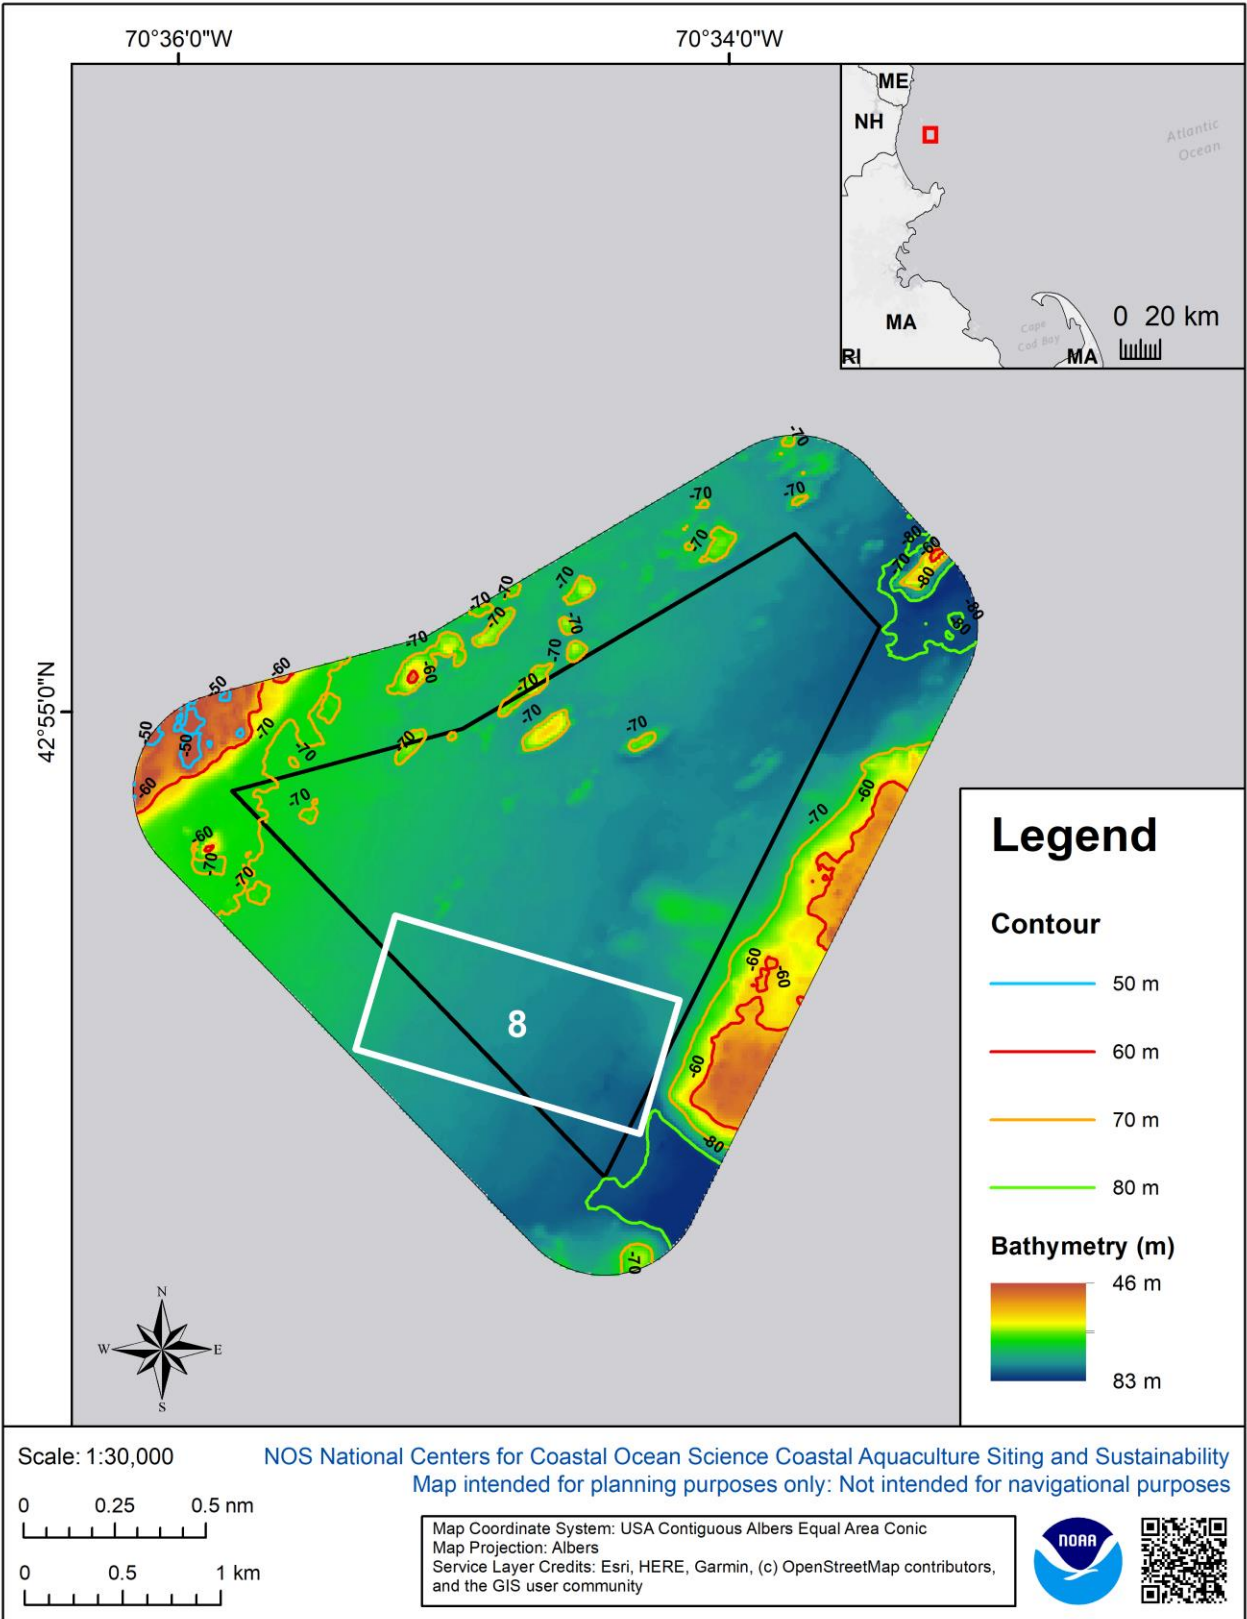 70°36'0"W
70°34'0"W
42°55'0"N
ME
NH
Atlantic
Ocean
MA
Cape
Cod Bay
RI
MA
0 20 km
-70
-70
-70
-70
-80
-60
-70
-80
-80
-80
-70
-70
-70
-70
-70
-70
-70
-60
-70
-70
-70
-60
-50
-50
-50
-60
-70
-70
-70
-70
-60
-70
-70
-60
-70
-60
-60
-60
-80
-70
8
Legend
Contour
50 m
60 m
70 m
80 m
Bathymetry (m)
46 m
83 m
N
W
E
S
Scale: 1:30,000
0 0.25 0.5 nm
0 0.5 1 km
NOS National Centers for Coastal Ocean Science Coastal Aquaculture Siting and Sustainability
Map intended for planning purposes only: Not intended for navigational purposes
Map Coordinate System: USA Contiguous Albers Equal Area Conic
Map Projection: Albers
Service Layer Credits: Esri, HERE, Garmin, (c) OpenStreetMap contributors,
and the GIS user community
NOAA